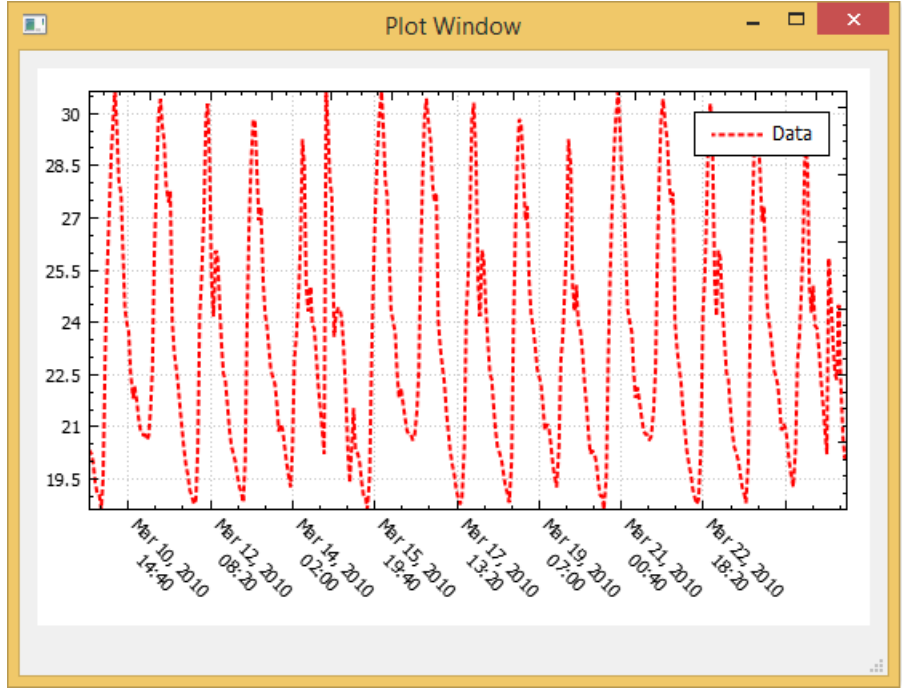 Plot Window
Data
30
28.5
27
25.5
24
22.5
21
19.5
Mar 10, 2010
14:40
Mar 12, 2010
08:20
Mar 14, 2010
02:00
Mar 15, 2010
19:40
Mar 17, 2010
13:20
Mar 19, 2010
07:00
Mar 21, 2010
00:40
Mar 22, 2010
18:20